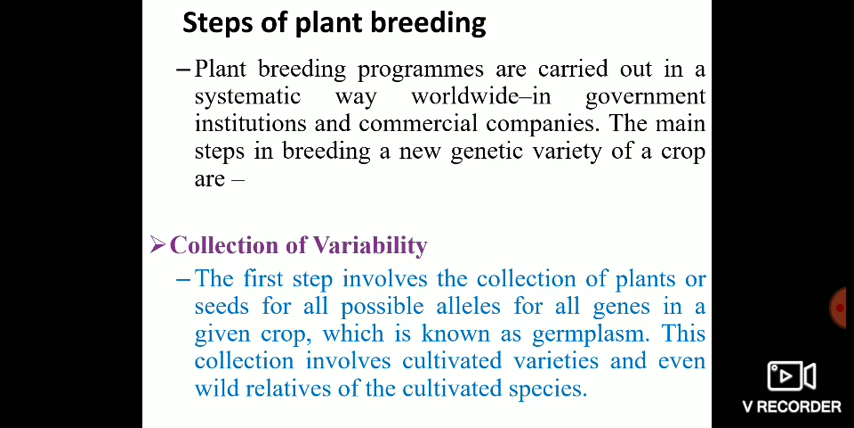 Steps of plant breeding
–Plant breeding programmes are carried out in a
systematic way worldwide–in government
institutions and commercial companies. The main
steps in breeding a new genetic variety of a crop
are –
➢Collection of Variability
–The first step involves the collection of plants or
seeds for all possible alleles for all genes in a
given crop, which is known as germplasm. This
collection involves cultivated varieties and even
wild relatives of the cultivated species.
V RECORDER